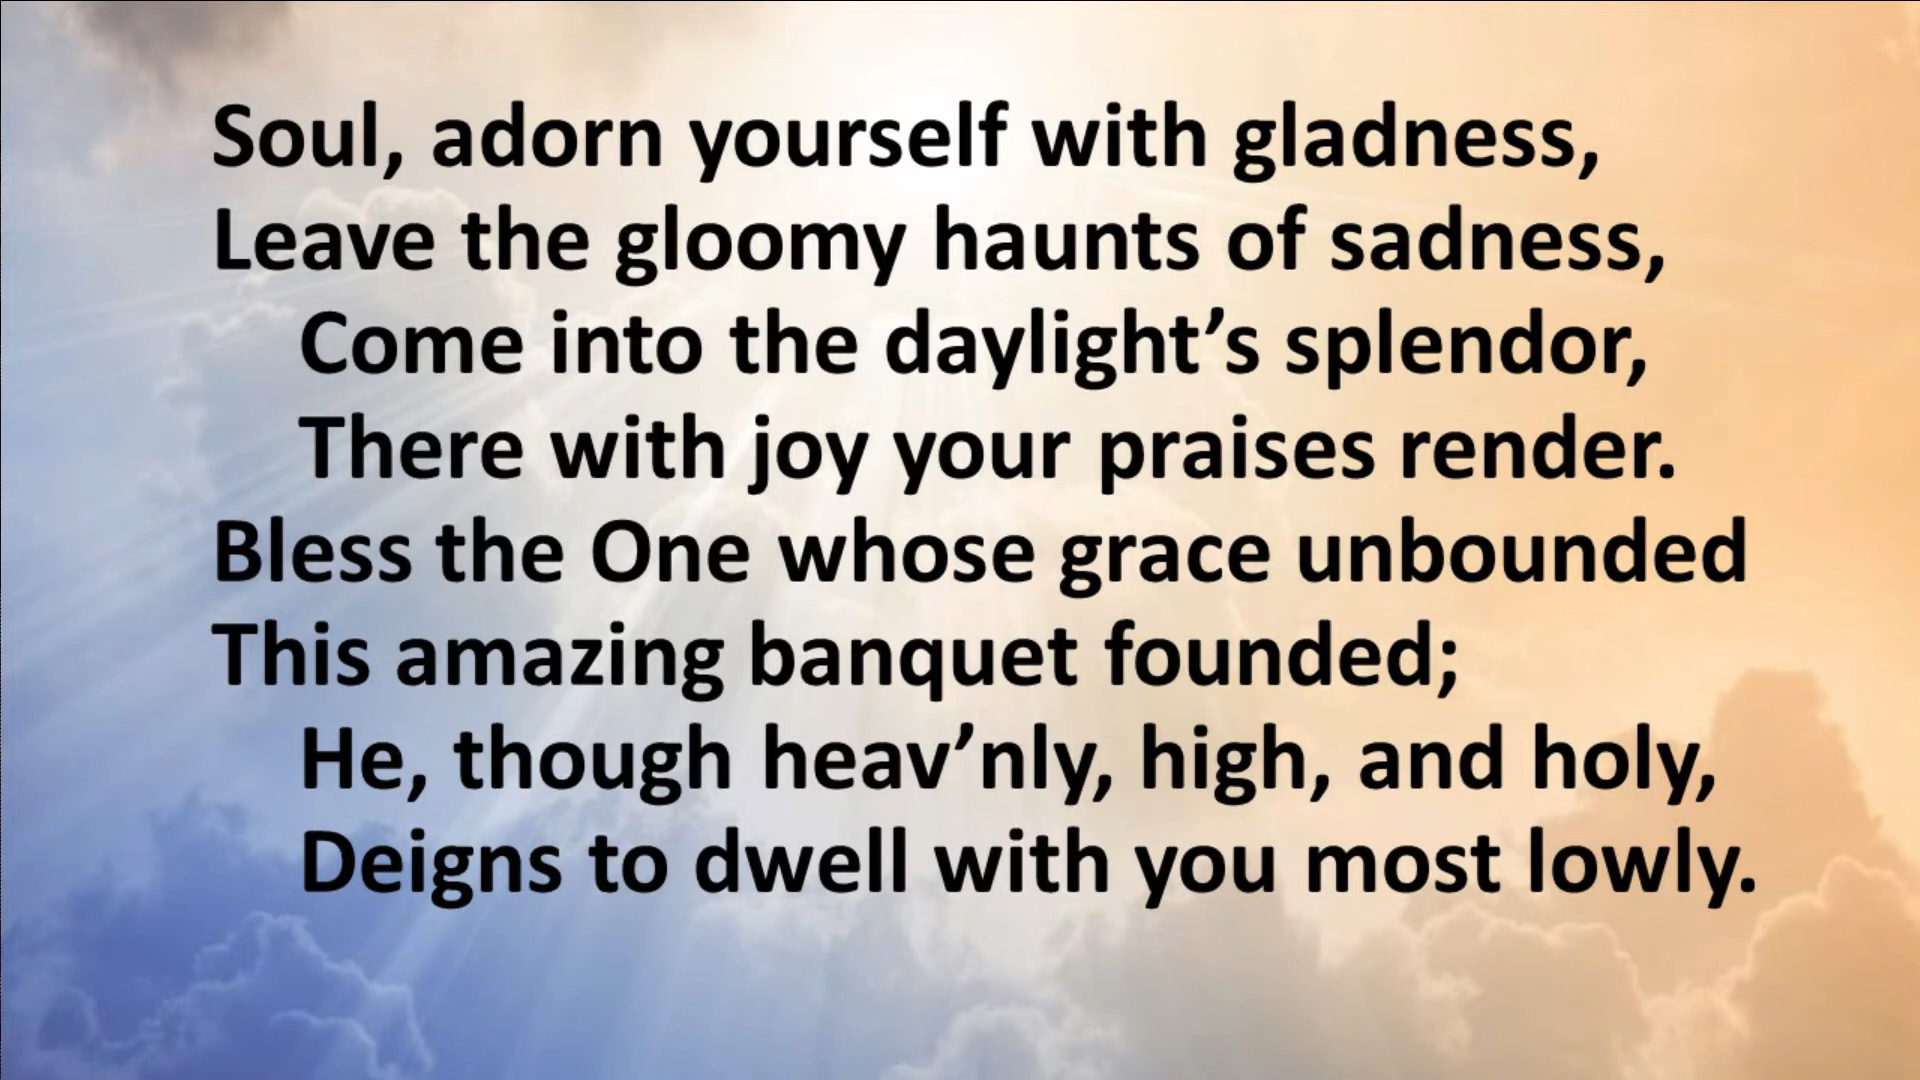 Soul, adorn yourself with gladness,
Leave the gloomy haunts of sadness,
Come into the daylight’s splendor,
There with joy your praises render.
Bless the One whose grace unbounded
This amazing banquet founded;
He, though heav’nly, high, and holy,
Deigns to dwell with you most lowly.